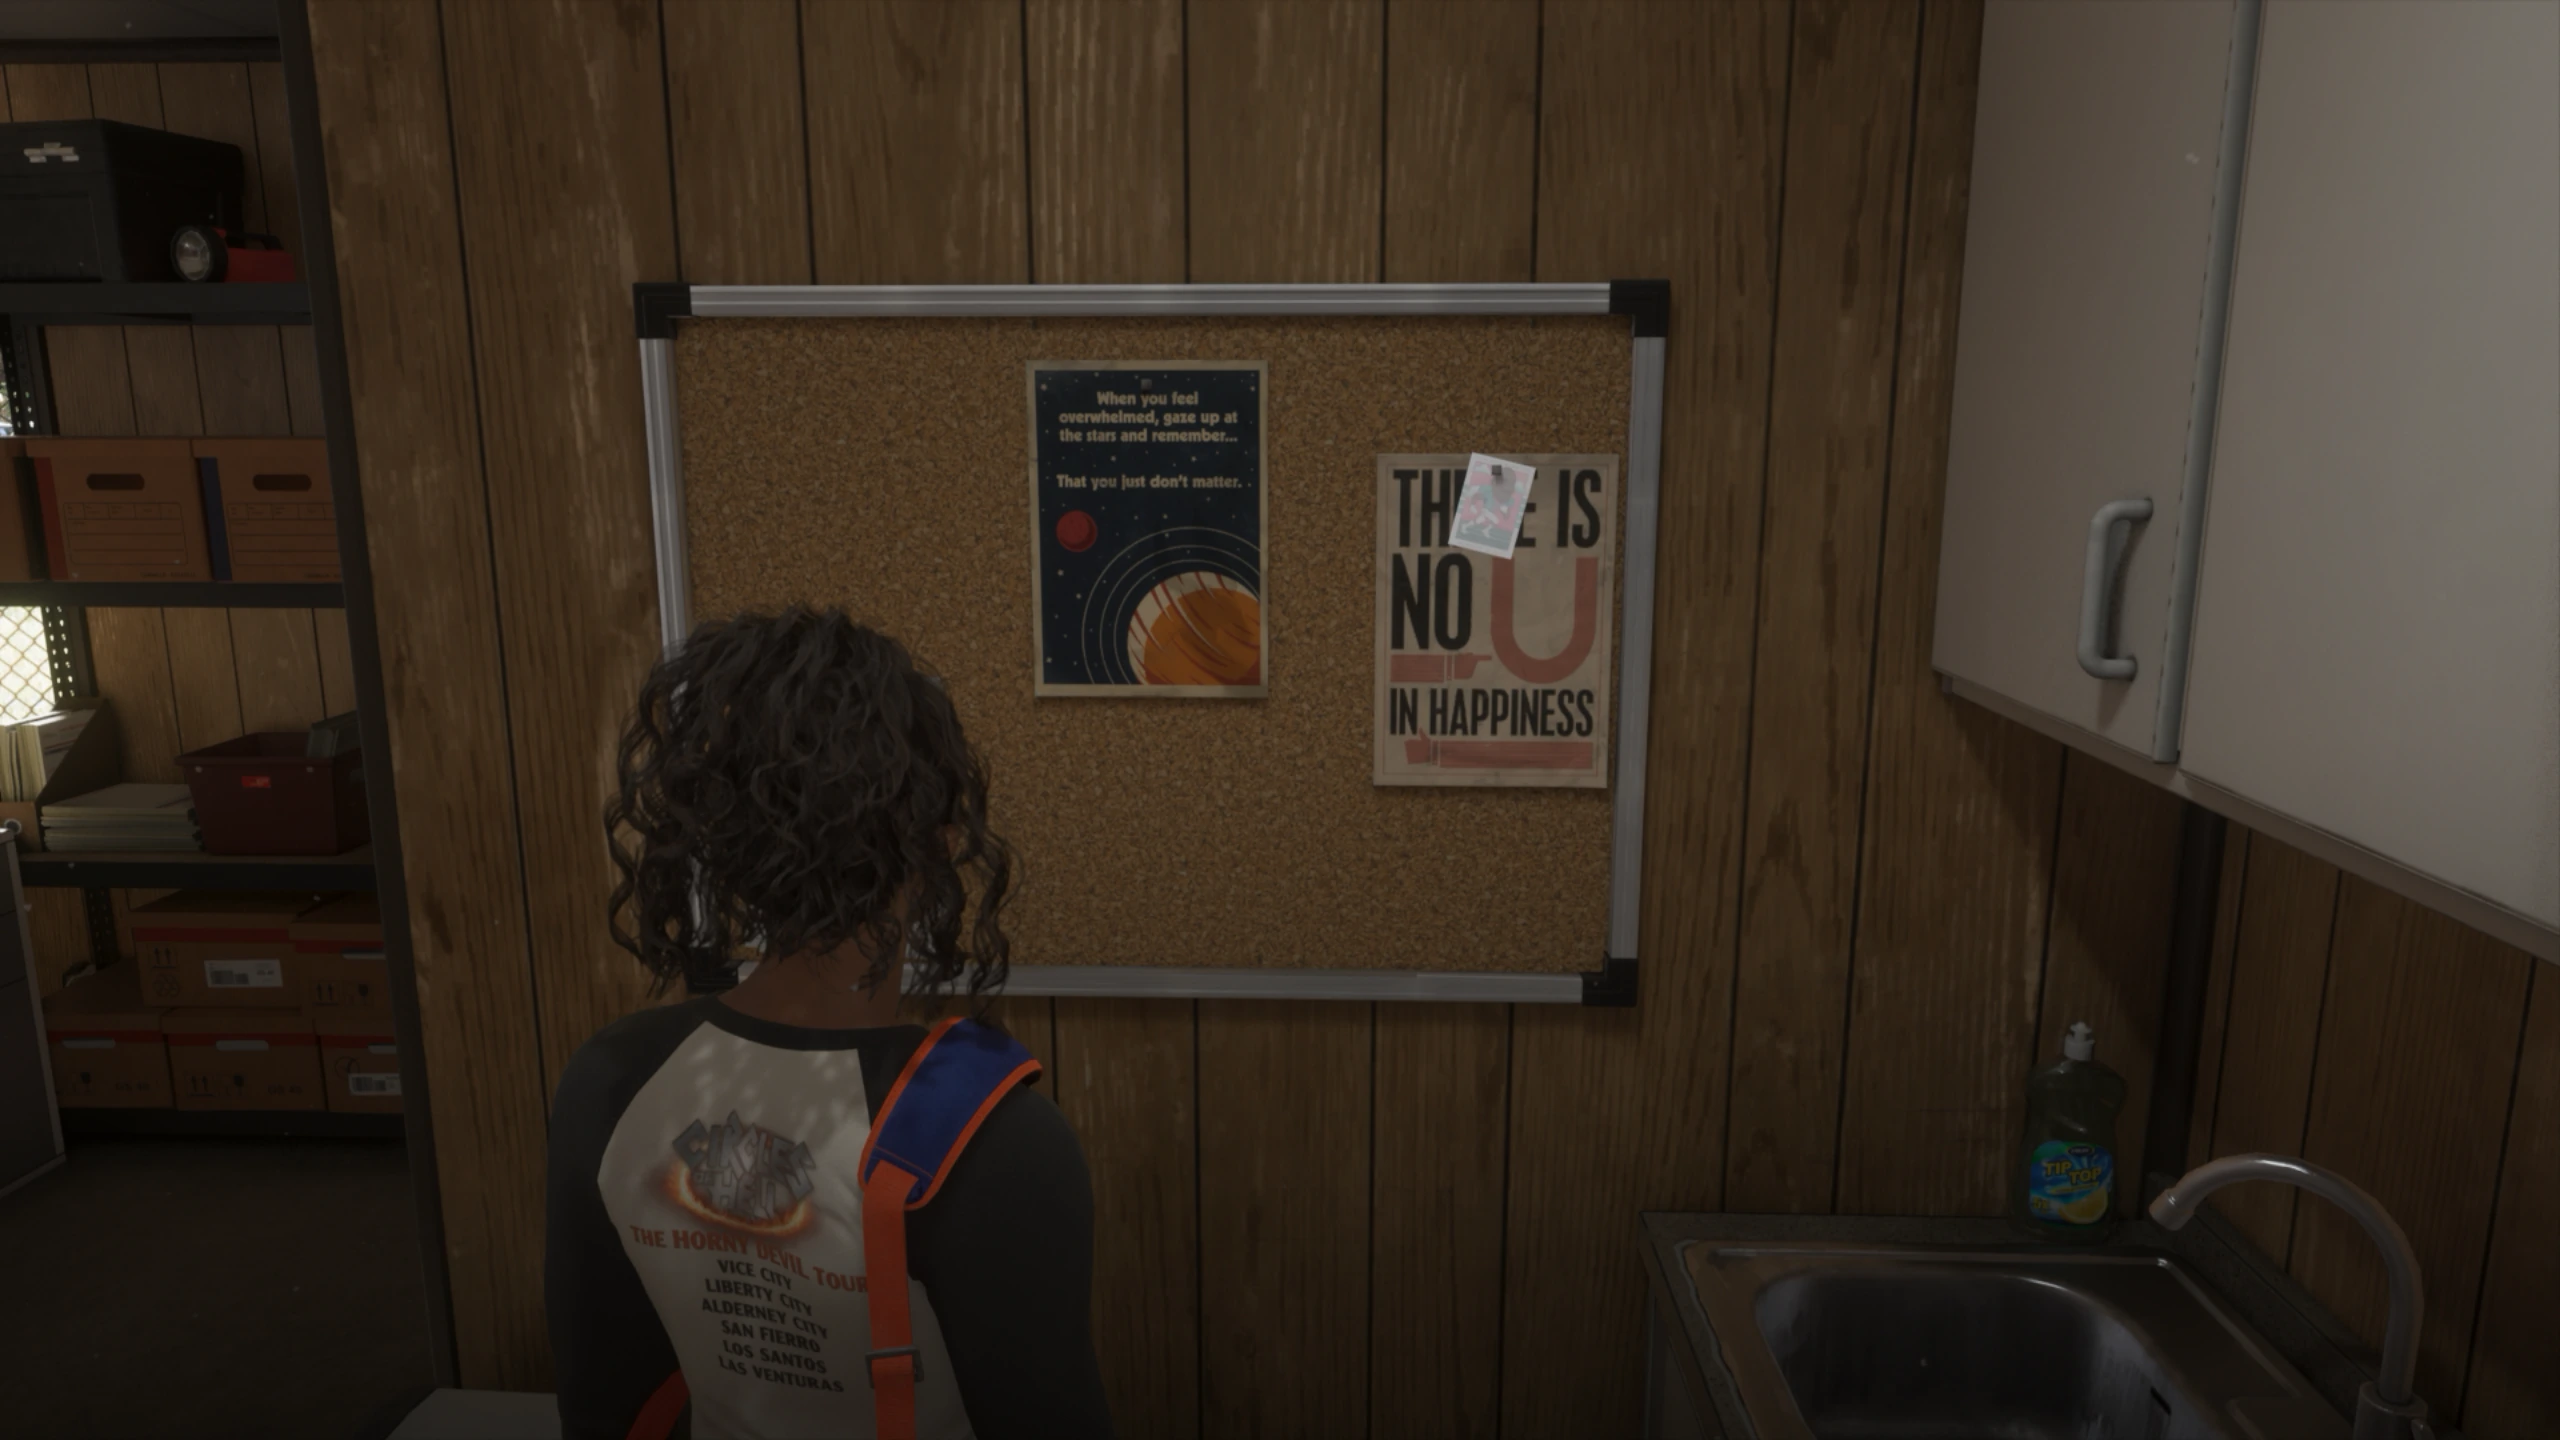 When you feel
overwhelmed, gaze up at
the stars and remember...
That you just don't matter.
IS
NO U
IN HAPPINESS
TIP
TOP
CIRCLES
HELL
THE HORNY DEVIL TOUR
VICE CITY
LIBERTY CITY
ALDERNEY CITY
SAN FIERRO
LOS SANTOS
LAS VENTURAS